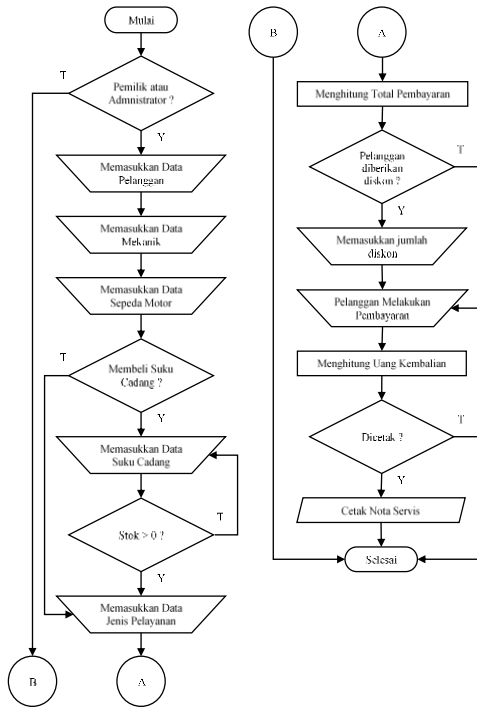 Mulai
T
Pemilik atau
Admnistrator ?
Y
Memasukkan Data
Pelanggan
Memasukkan Data
Mekanik
Memasukkan Data
Sepeda Motor
T
Membeli Suku
Cadang ?
Y
Memasukkan Data
Suku Cadang
T
Stok > 0 ?
Y
Memasukkan Data
Jenis Pelayanan
B
A
B
A
Menghitung Total Pembayaran
T
Pelanggan
diberikan
diskon ?
Y
Memasukkan jumlah
diskon
Pelanggan Melakukan
Pembayaran
Menghitung Uang Kembalian
T
Dicetak ?
Y
Cetak Nota Servis
Selesai